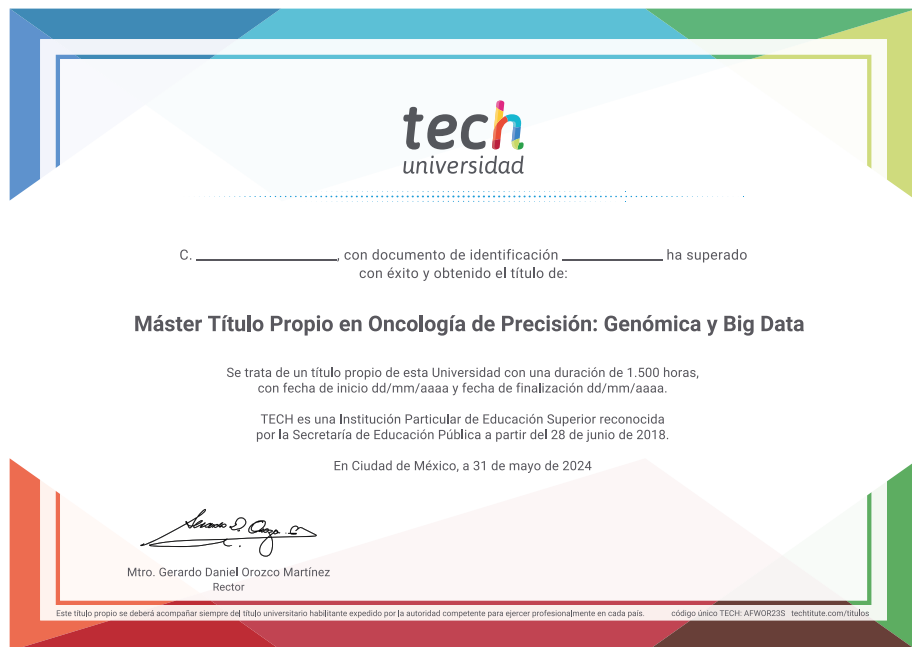 tech
universidad
C. ________________, con documento de identificación ____________ ha superado
con éxito y obtenido el título de:
Máster Título Propio en Oncología de Precisión: Genómica y Big Data
Se trata de un título propio de esta Universidad con una duración de 1.500 horas,
con fecha de inicio dd/mm/aaaa y fecha de finalización dd/mm/aaaa.
TECH es una Institución Particular de Educación Superior reconocida
por la Secretaría de Educación Pública a partir del 28 de junio de 2018.
En Ciudad de México, a 31 de mayo de 2024
Mtro. Gerardo Daniel Orozco Martínez
Rector
Este título propio se deberá acompañar siempre del título universitario habilitante expedido por la autoridad competente para ejercer profesionalmente en cada país. código único TECH: AFWOR23S techtitute.com/titulos